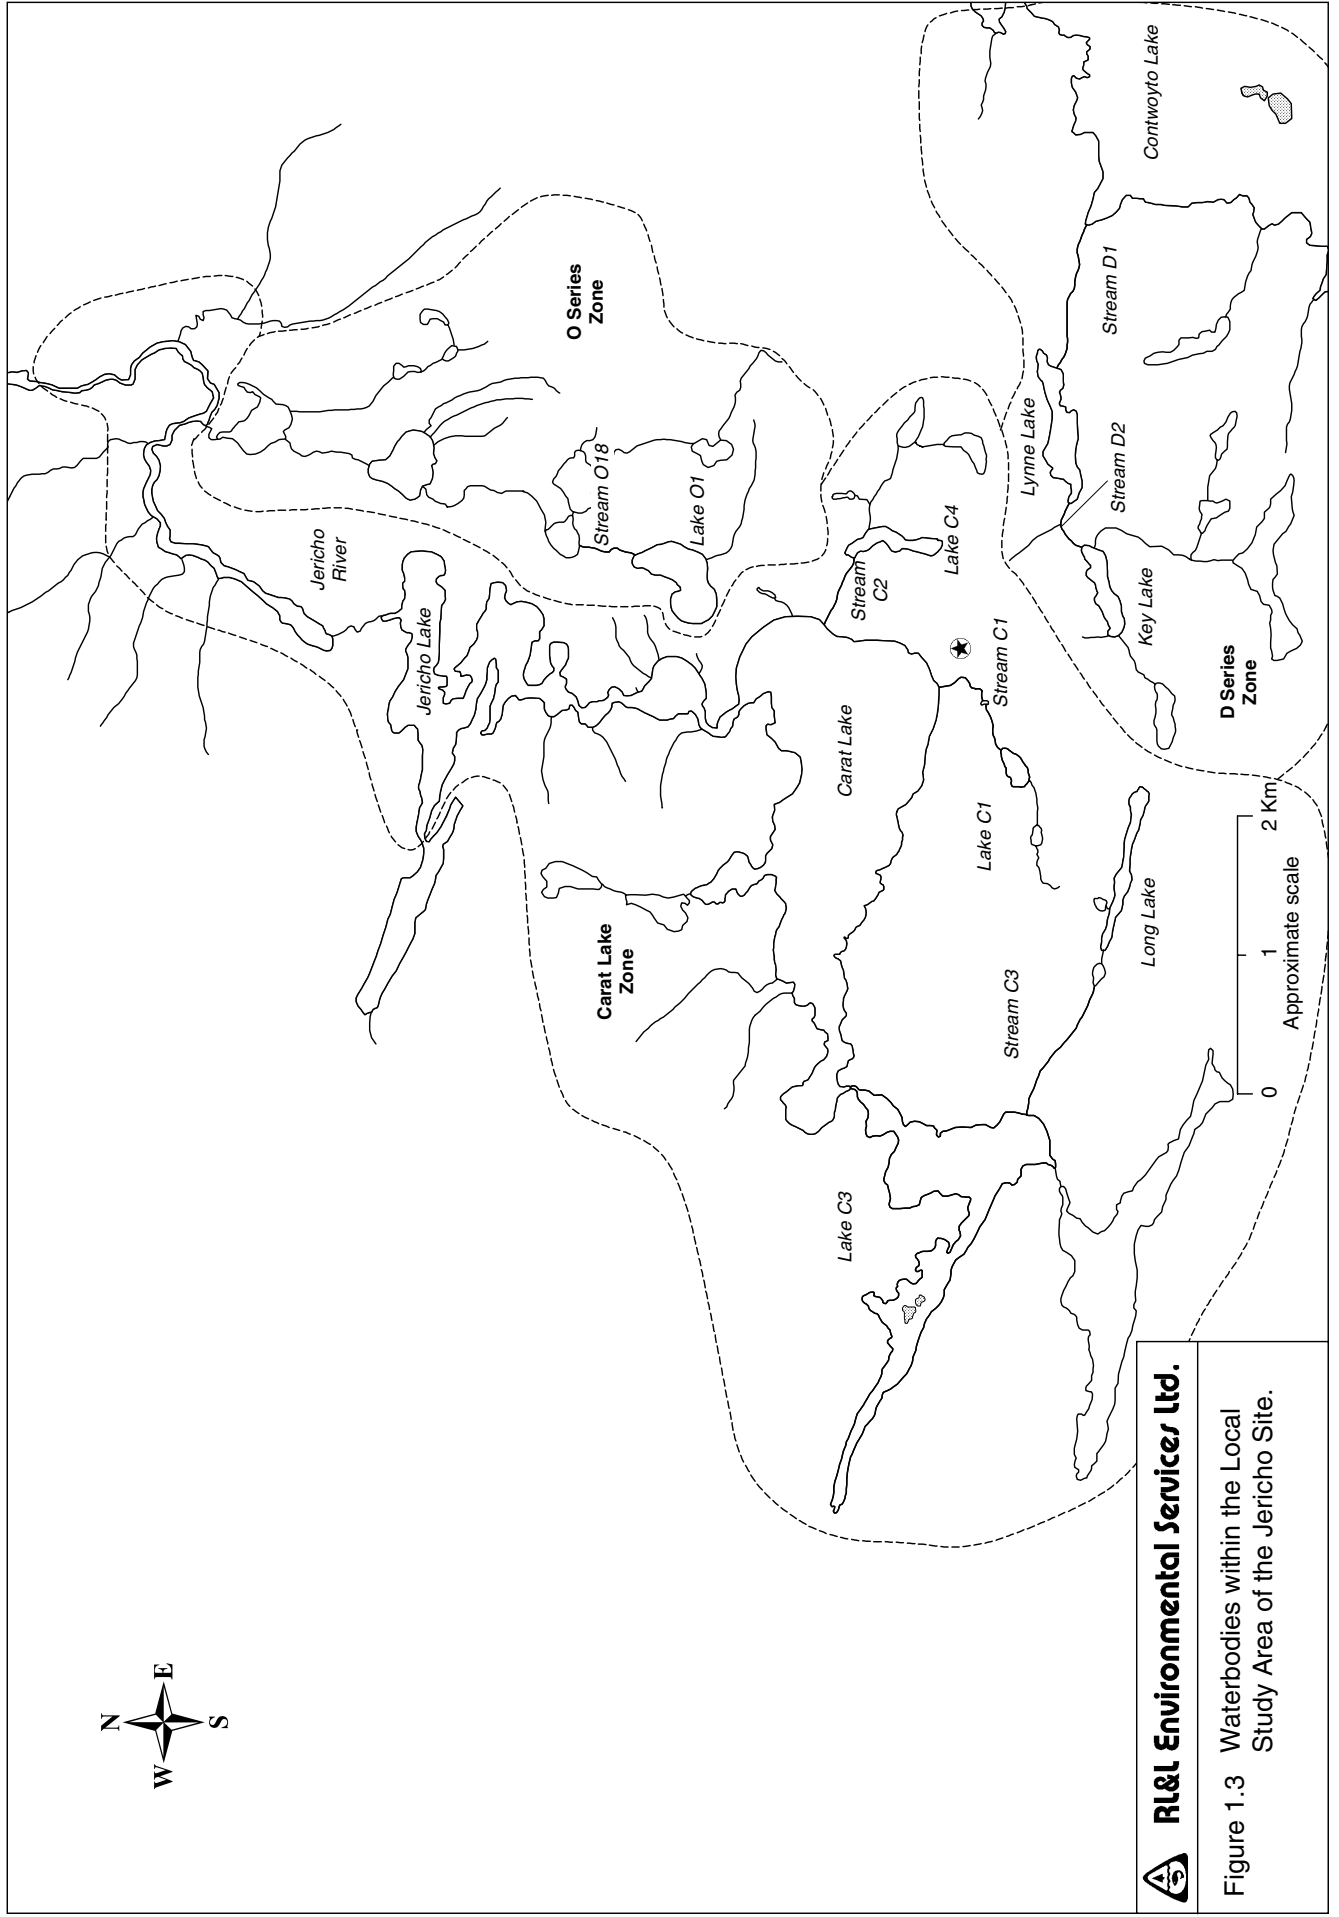 N
W
E
S
Jericho
River
Jericho Lake
O Series
Zone
Stream O18
Lake O1
Carat Lake
Zone
Carat Lake
Stream
C2
Lake C4
Stream C1
Lake C1
Lake C3
Stream C3
Long Lake
Contwoyto Lake
Stream D1
Lynne Lake
Stream D2
Key Lake
D Series
Zone
0
1
2 Km
Approximate scale
RL&L Environmental Services Ltd.
Figure 1.3 Waterbodies within the Local
Study Area of the Jericho Site.